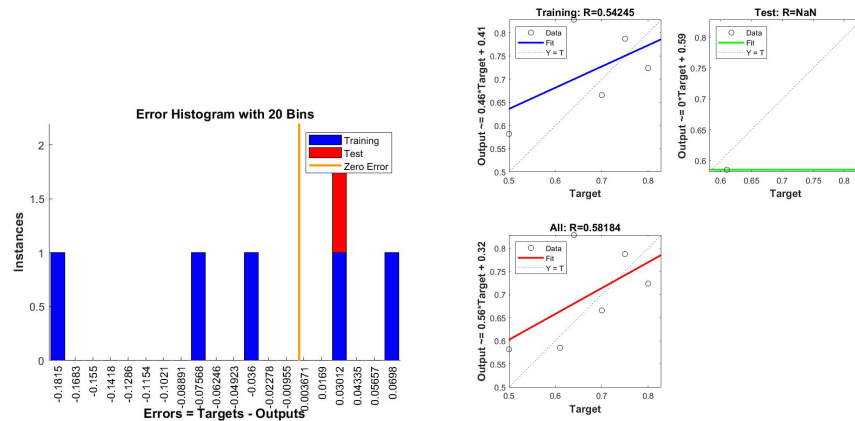 Error Histogram with 20 Bins
Training
Test
Zero Error
Instances
2
1.5
1
0.5
0
-0.1815
-0.1683
-0.155
-0.1418
-0.1286
-0.1154
-0.1021
-0.08891
-0.07568
-0.06246
-0.04923
-0.036
-0.02278
-0.00955
0.003671
0.0169
0.03012
0.04335
0.05657
0.0698
Errors = Targets - Outputs
Training: R=0.54245
Data
Fit
Y = T
Output ~= 0.46*Target + 0.41
0.8
0.75
0.7
0.65
0.6
0.55
0.5
0.5 0.6 0.7 0.8
Target
Test: R=NaN
Data
Fit
Y = T
Output ~= 0*Target + 0.59
0.8
0.75
0.7
0.65
0.6
0.6 0.65 0.7 0.75 0.8
Target
All: R=0.58184
Data
Fit
Y = T
Output ~= 0.56*Target + 0.32
0.8
0.75
0.7
0.65
0.6
0.55
0.5
0.5 0.6 0.7 0.8
Target